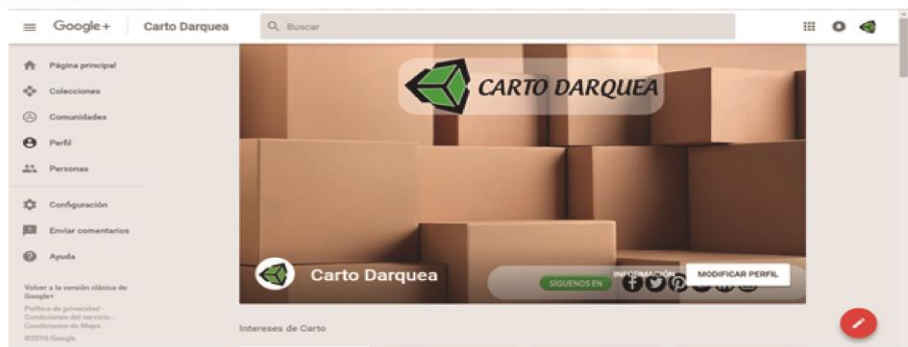 Google+ Carto Darquea Buscar
Página principal
Colecciones
Comunidades
Perfil
Personas
Configuración
Enviar comentarios
Ayuda
Volver a la versión clásica de
Google+
Política de privacidad -
Condiciones del servicio -
Condiciones de Maps
©2016 Google
CARTO DARQUEA
Carto Darquea
SÍGUENOS EN
INFORMACIÓN
MODIFICAR PERFIL
Intereses de Carto